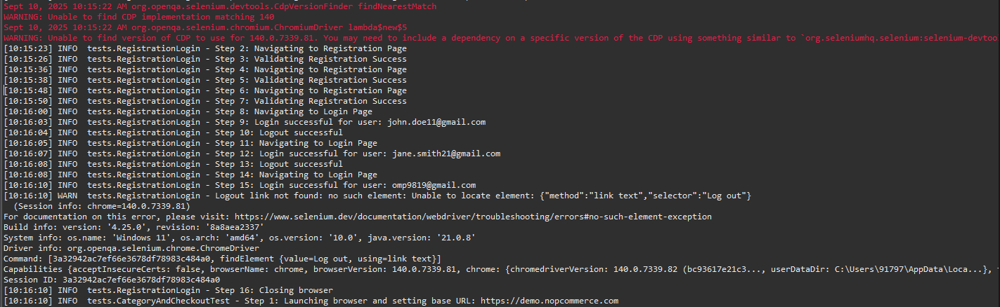 Sept 10, 2025 10:15:22 AM org.openqa.selenium.devtools.CdpVersionFinder findNearestMatch
WARNING: Unable to find CDP implementation matching 140
Sept 10, 2025 10:15:22 AM org.openqa.selenium.chromium.ChromiumDriver lambda$new$5
WARNING: Unable to find version of CDP to use for 140.0.7339.81. You may need to include a dependency on a specific version of the CDP using something similar to `org.seleniumhq.selenium:selenium-devtoo
[10:15:23] INFO  tests.RegistrationLogin - Step 2: Navigating to Registration Page
[10:15:26] INFO  tests.RegistrationLogin - Step 3: Validating Registration Success
[10:15:36] INFO  tests.RegistrationLogin - Step 4: Navigating to Registration Page
[10:15:38] INFO  tests.RegistrationLogin - Step 5: Validating Registration Success
[10:15:48] INFO  tests.RegistrationLogin - Step 6: Navigating to Registration Page
[10:15:50] INFO  tests.RegistrationLogin - Step 7: Validating Registration Success
[10:16:00] INFO  tests.RegistrationLogin - Step 8: Navigating to Login Page
[10:16:03] INFO  tests.RegistrationLogin - Step 9: Login successful for user: john.doe11@gmail.com
[10:16:04] INFO  tests.RegistrationLogin - Step 10: Logout successful
[10:16:05] INFO  tests.RegistrationLogin - Step 11: Navigating to Login Page
[10:16:07] INFO  tests.RegistrationLogin - Step 12: Login successful for user: jane.smith21@gmail.com
[10:16:08] INFO  tests.RegistrationLogin - Step 13: Logout successful
[10:16:08] INFO  tests.RegistrationLogin - Step 14: Navigating to Login Page
[10:16:10] INFO  tests.RegistrationLogin - Step 15: Login successful for user: omp9819@gmail.com
[10:16:10] WARN  tests.RegistrationLogin - Logout link not found: no such element: Unable to locate element: {"method":"link text","selector":"Log out"}
  (Session info: chrome=140.0.7339.81)
For documentation on this error, please visit: https://www.selenium.dev/documentation/webdriver/troubleshooting/errors#no-such-element-exception
Build info: version: '4.25.0', revision: '8a8aea2337'
System info: os.name: 'Windows 11', os.arch: 'amd64', os.version: '10.0', java.version: '21.0.8'
Driver info: org.openqa.selenium.chrome.ChromeDriver
Command: [3a32942ac7ef66e3678df78983c484a0, findElement {value=Log out, using=link text}]
Capabilities {acceptInsecureCerts: false, browserName: chrome, browserVersion: 140.0.7339.81, chrome: {chromedriverVersion: 140.0.7339.82 (bc93617e21c3..., userDataDir: C:\Users\91797\AppData\Loca...},
Session ID: 3a32942ac7ef66e3678df78983c484a0
[10:16:10] INFO  tests.RegistrationLogin - Step 16: Closing browser
[10:16:10] INFO  tests.CategoryAndCheckoutTest - Step 1: Launching browser and setting base URL: https://demo.nopcommerce.com